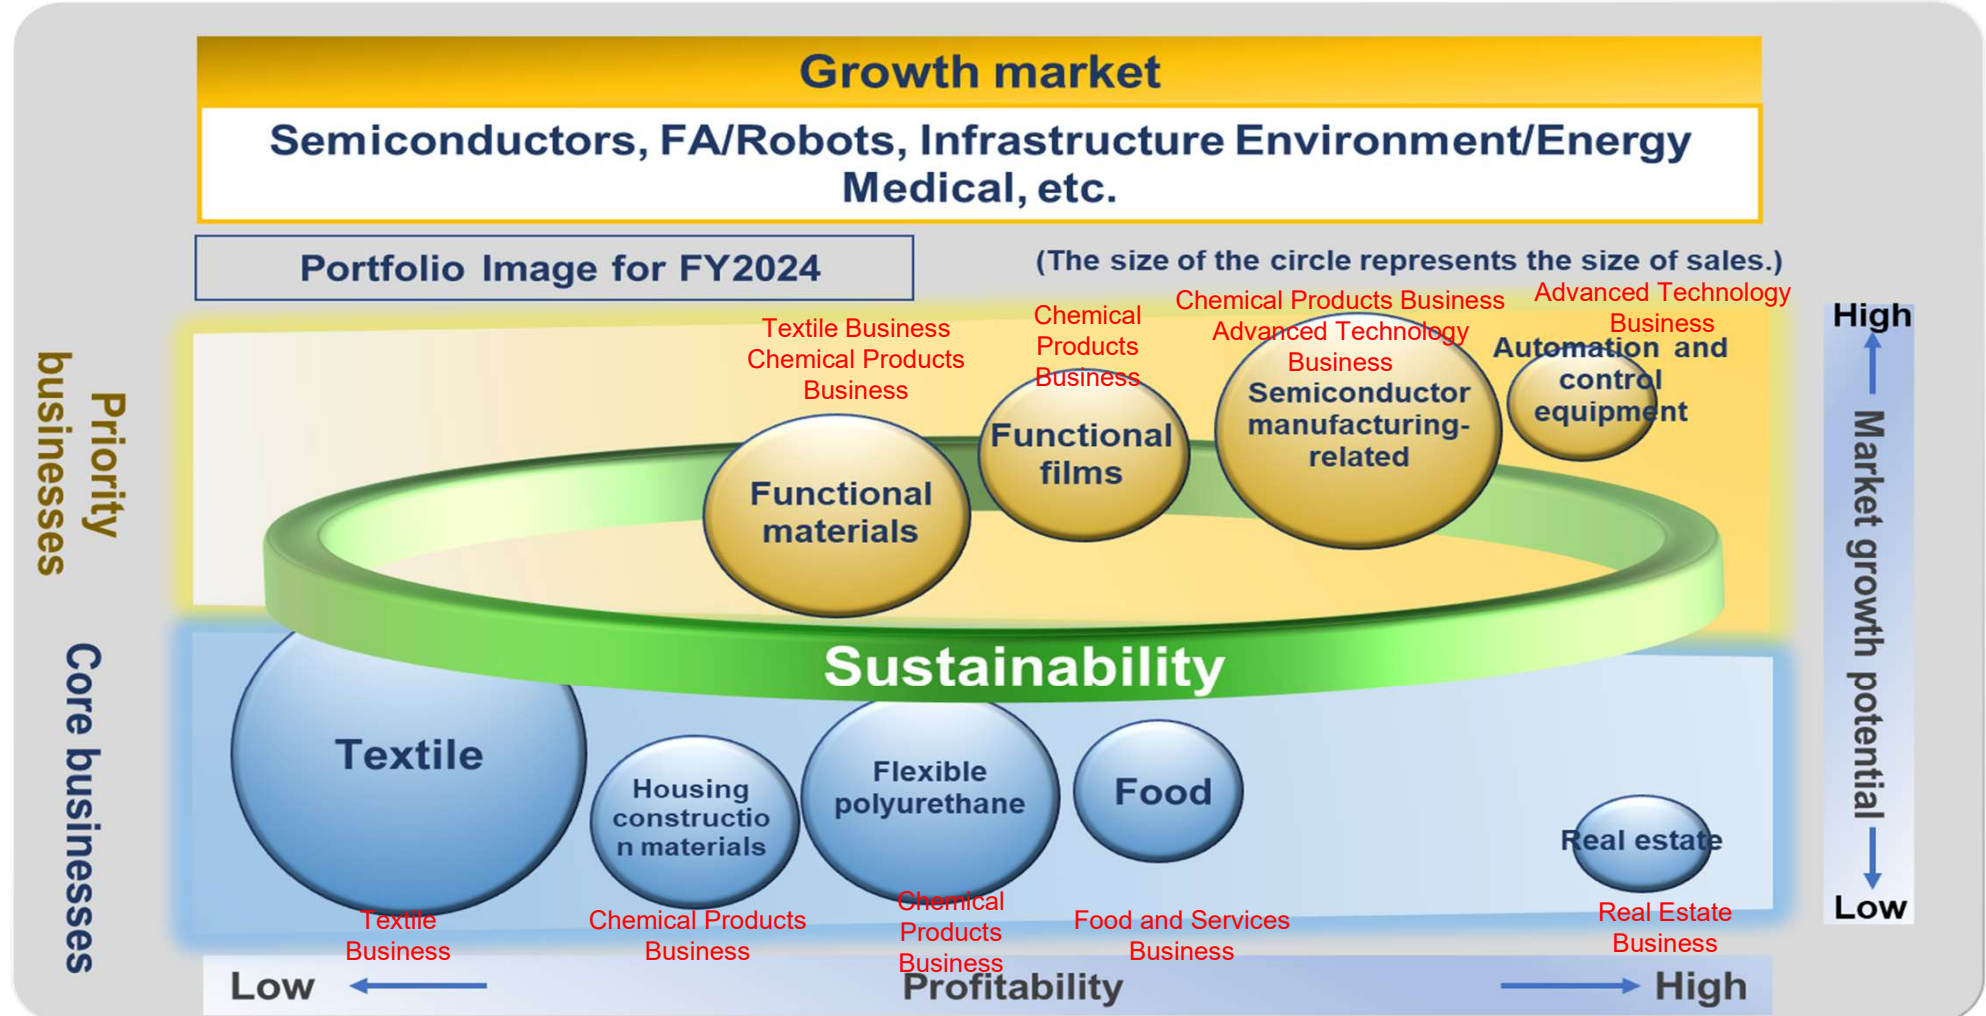 Growth market
Semiconductors, FA/Robots, Infrastructure Environment/Energy
Medical, etc.
Portfolio Image for FY2024
(The size of the circle represents the size of sales.)
Priority
businesses
Textile Business
Chemical Products
Business
Functional
materials
Chemical
Products
Business
Functional
films
Chemical Products Business
Advanced Technology
Business
Semiconductor
manufacturing-
related
Advanced Technology
Business
Automation and
control
equipment
High
Market growth potential
Low
Sustainability
Core businesses
Textile
Textile
Business
Housing
constructio
n materials
Chemical Products
Business
Flexible
polyurethane
Chemical
Products
Business
Food
Food and Services
Business
Real estate
Real Estate
Business
Low
Profitability
High